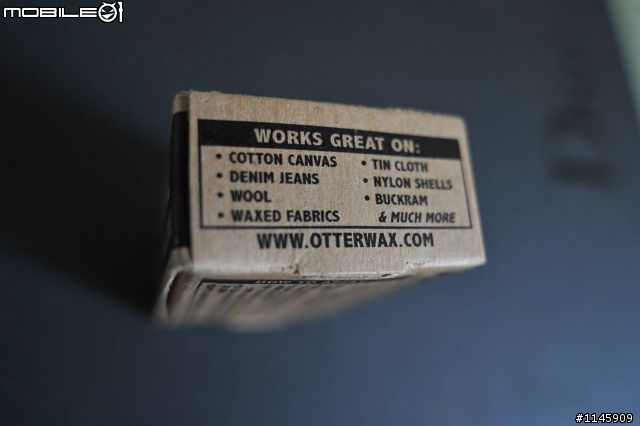 MOBILE01
WORKS GREAT ON:
• COTTON CANVAS
• DENIM JEANS
• WOOL
• WAXED FABRICS
• TIN CLOTH
• NYLON SHELLS
• BUCKRAM
& MUCH MORE
WWW.OTTERWAX.COM
#1145909